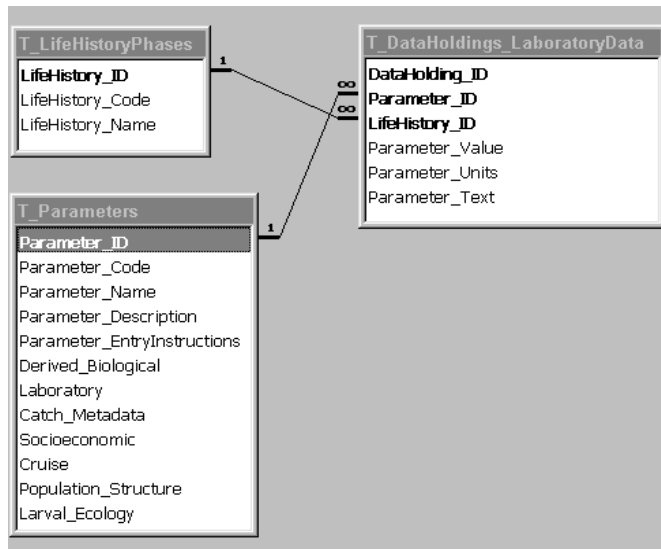 T_LifeHistoryPhases
LifeHistory_ID
LifeHistory_Code
LifeHistory_Name
1
T_DataHoldings_LaboratoryData
DataHolding_ID
Parameter_ID
LifeHistory_ID
Parameter_Value
Parameter_Units
Parameter_Text
∞
∞
T_Parameters
Parameter_ID
Parameter_Code
Parameter_Name
Parameter_Description
Parameter_EntryInstructions
Derived_Biological
Laboratory
Catch_Metadata
Socioeconomic
Cruise
Population_Structure
Larval_Ecology
1